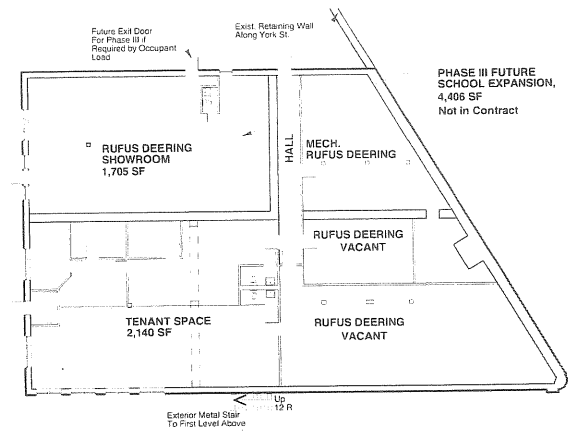 Future Exit Door
For Phase III if
Required by Occupant
Load
Exist. Retaining Wall
Along York St.
PHASE III FUTURE
SCHOOL EXPANSION,
4,406 SF
Not in Contract
RUFUS DEERING
SHOWROOM
1,705 SF
HALL
MECH.
RUFUS DEERING
RUFUS DEERING
VACANT
TENANT SPACE
2,140 SF
RUFUS DEERING
VACANT
Up
12 R
Exterior Metal Stair
To First Level Above